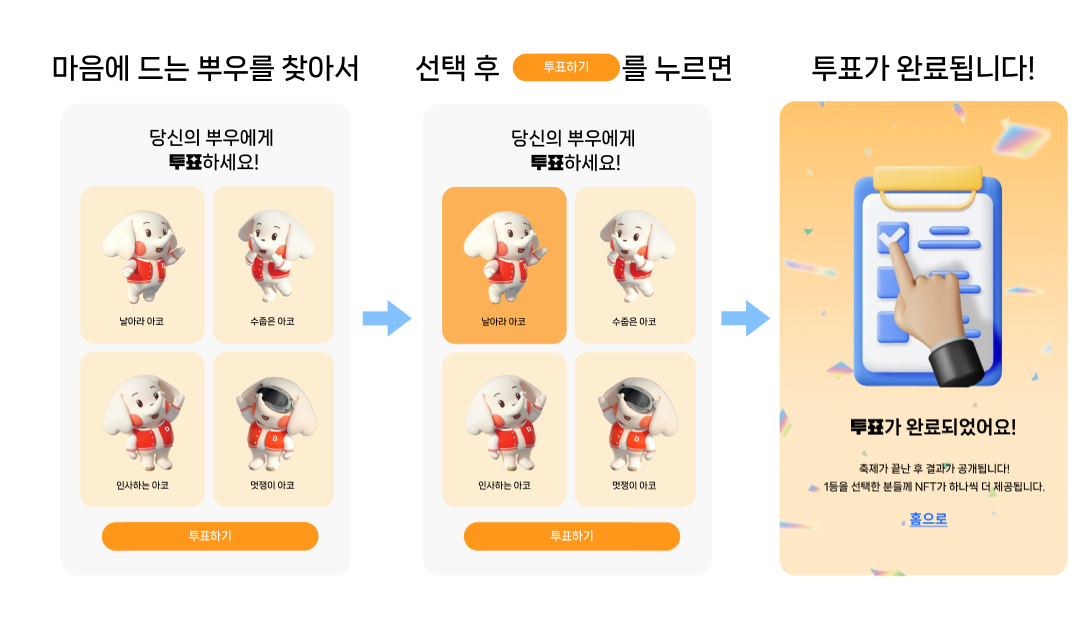 마음에 드는 뿌우를 찾아서
당신의 뿌우에게
투표하세요!
날아라 아코
수줍은 아코
D
D
인사하는 아코
멋쟁이 아코
투표하기
선택 후 투표하기 를 누르면
당신의 뿌우에게
투표하세요!
날아라 아코
수줍은 아코
D
D
인사하는 아코
멋쟁이 아코
투표하기
투표가 완료됩니다!
투표가 완료되었어요!
축제가 끝난 후 결과가 공개됩니다!
1등을 선택한 분들께 NFT가 하나씩 더 제공됩니다.
홈으로